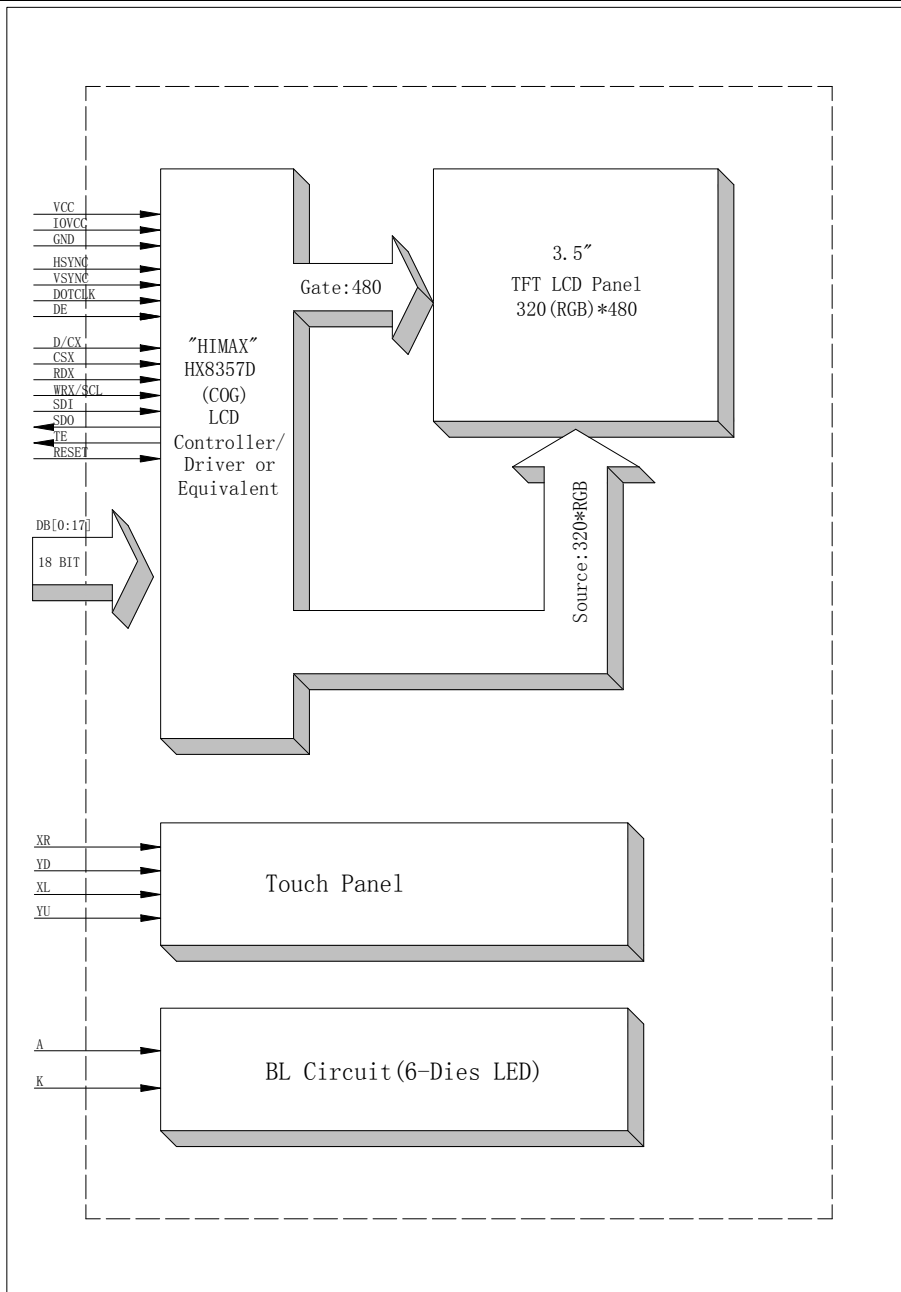 VCC
IOVCC
GND
HSYNC
VSYNC
DOTCLK
DE
D/CX
CSX
RDX
WRX/SCL
SDI
SDO
TE
RESET
DB[0:17]
18 BIT
"HIMAX"
HX8357D
(COG)
LCD
Controller/
Driver or
Equivalent
Gate:480
3.5"
TFT LCD Panel
320(RGB)*480
Source:320*RGB
XR
YD
XL
YU
Touch Panel
A
K
BL Circuit(6-Dies LED)